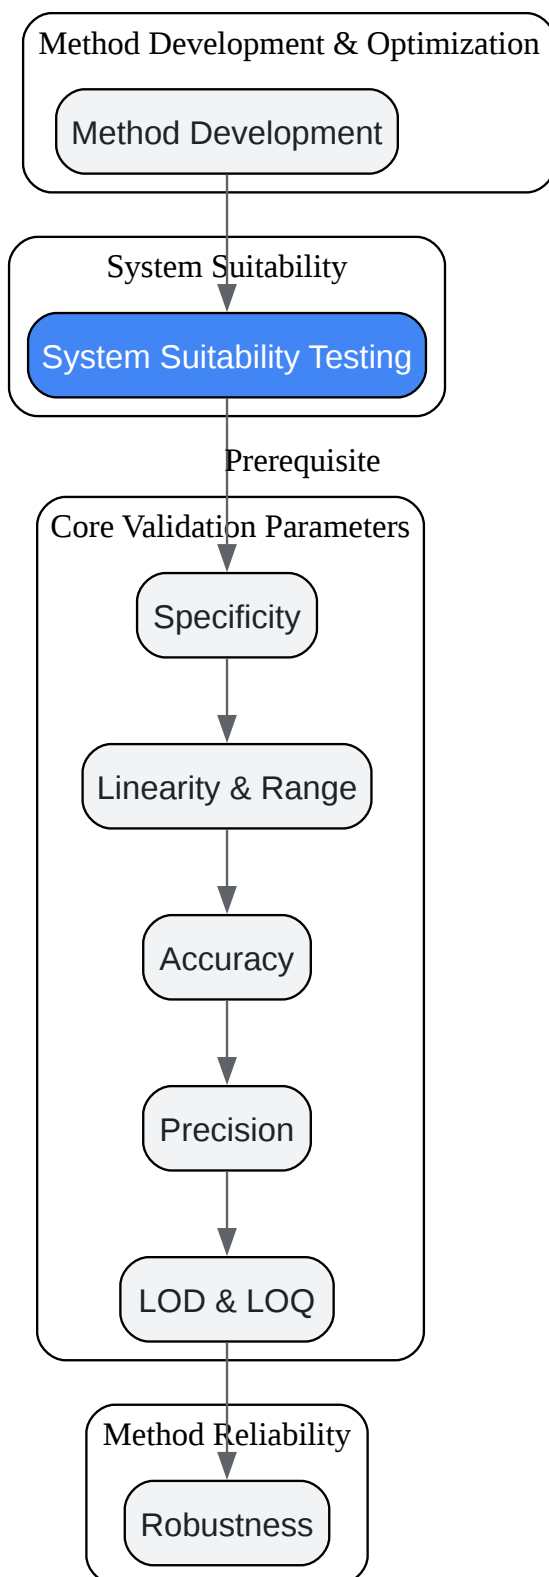 Method Development & Optimization
Method Development
System Suitability
System Suitability Testing
Prerequisite
Core Validation Parameters
Specificity
Linearity & Range
Accuracy
Precision
LOD & LOQ
Method Reliability
Robustness